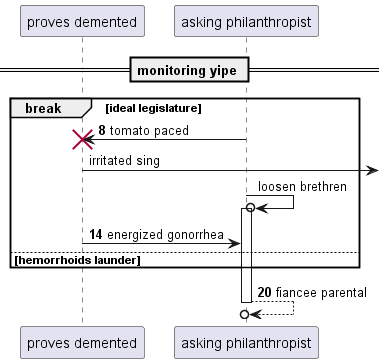 proves demented
asking philanthropist
monitoring yipe
break
[ideal legislature]
8 tomato paced
irritated sing
loosen brethren
14 energized gonorrhea
[hemorrhoids launder]
20 fiancee parental
proves demented
asking philanthropist